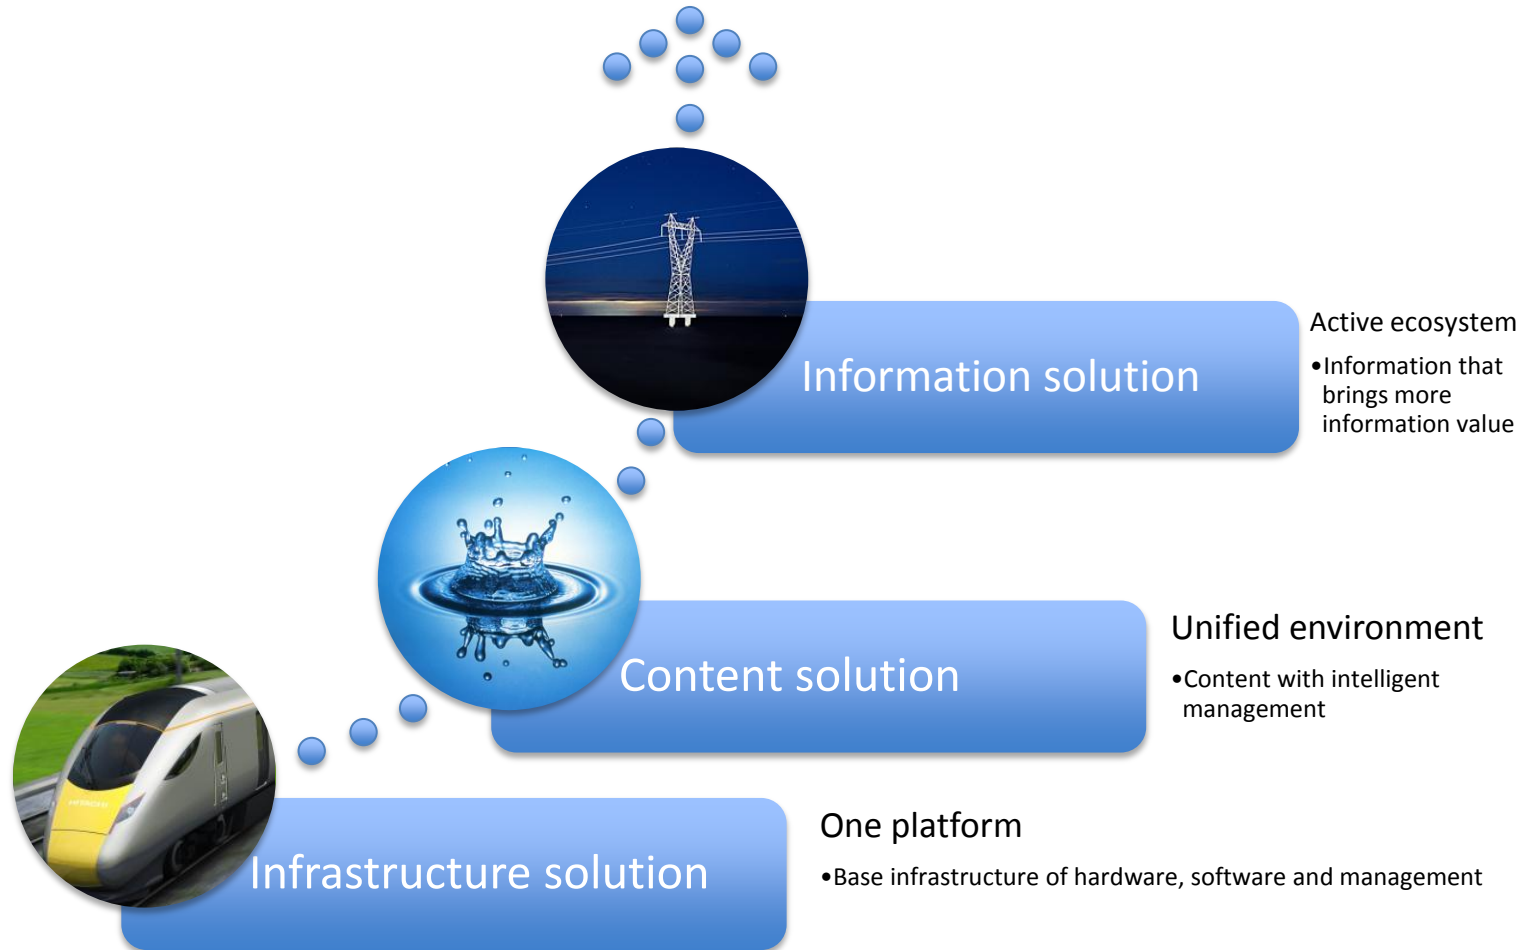 Information solution
Active ecosystem
•Information that
brings more
information value
Content solution
Unified environment
•Content with intelligent
management
HITACHI
Infrastructure solution
One platform
•Base infrastructure of hardware, software and management